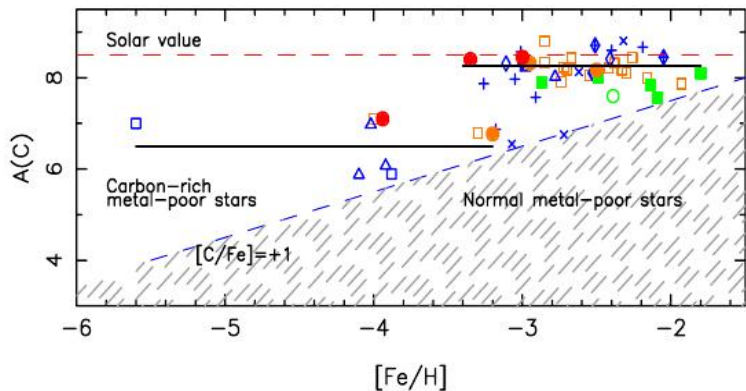 Solar value
8
6
4
A(C)
Carbon-rich
metal-poor stars
Normal metal-poor stars
[C/Fe]=+1
-6 -5 -4 -3 -2
[Fe/H]